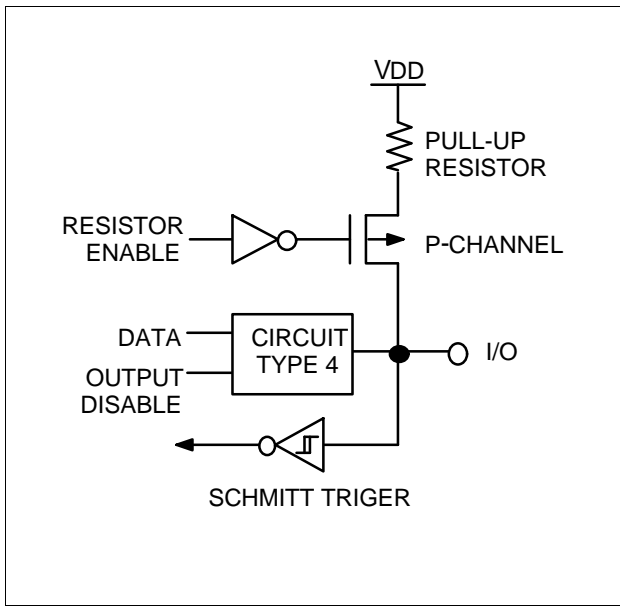 VDD
PULL-UP
RESISTOR
RESISTOR
ENABLE
P-CHANNEL
DATA
OUTPUT
DISABLE
CIRCUIT
TYPE 4
I/O
SCHMITT TRIGER